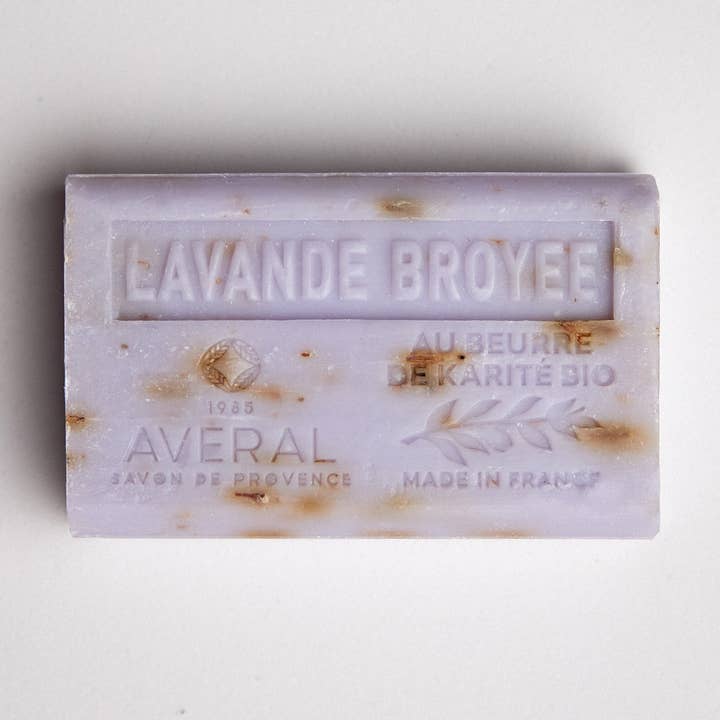 LAVANDE BROYEE
AU BEURRE
DE KARITÉ BIO
1985
AVERAL
SAVON DE PROVENCE
MADE IN FRANCE